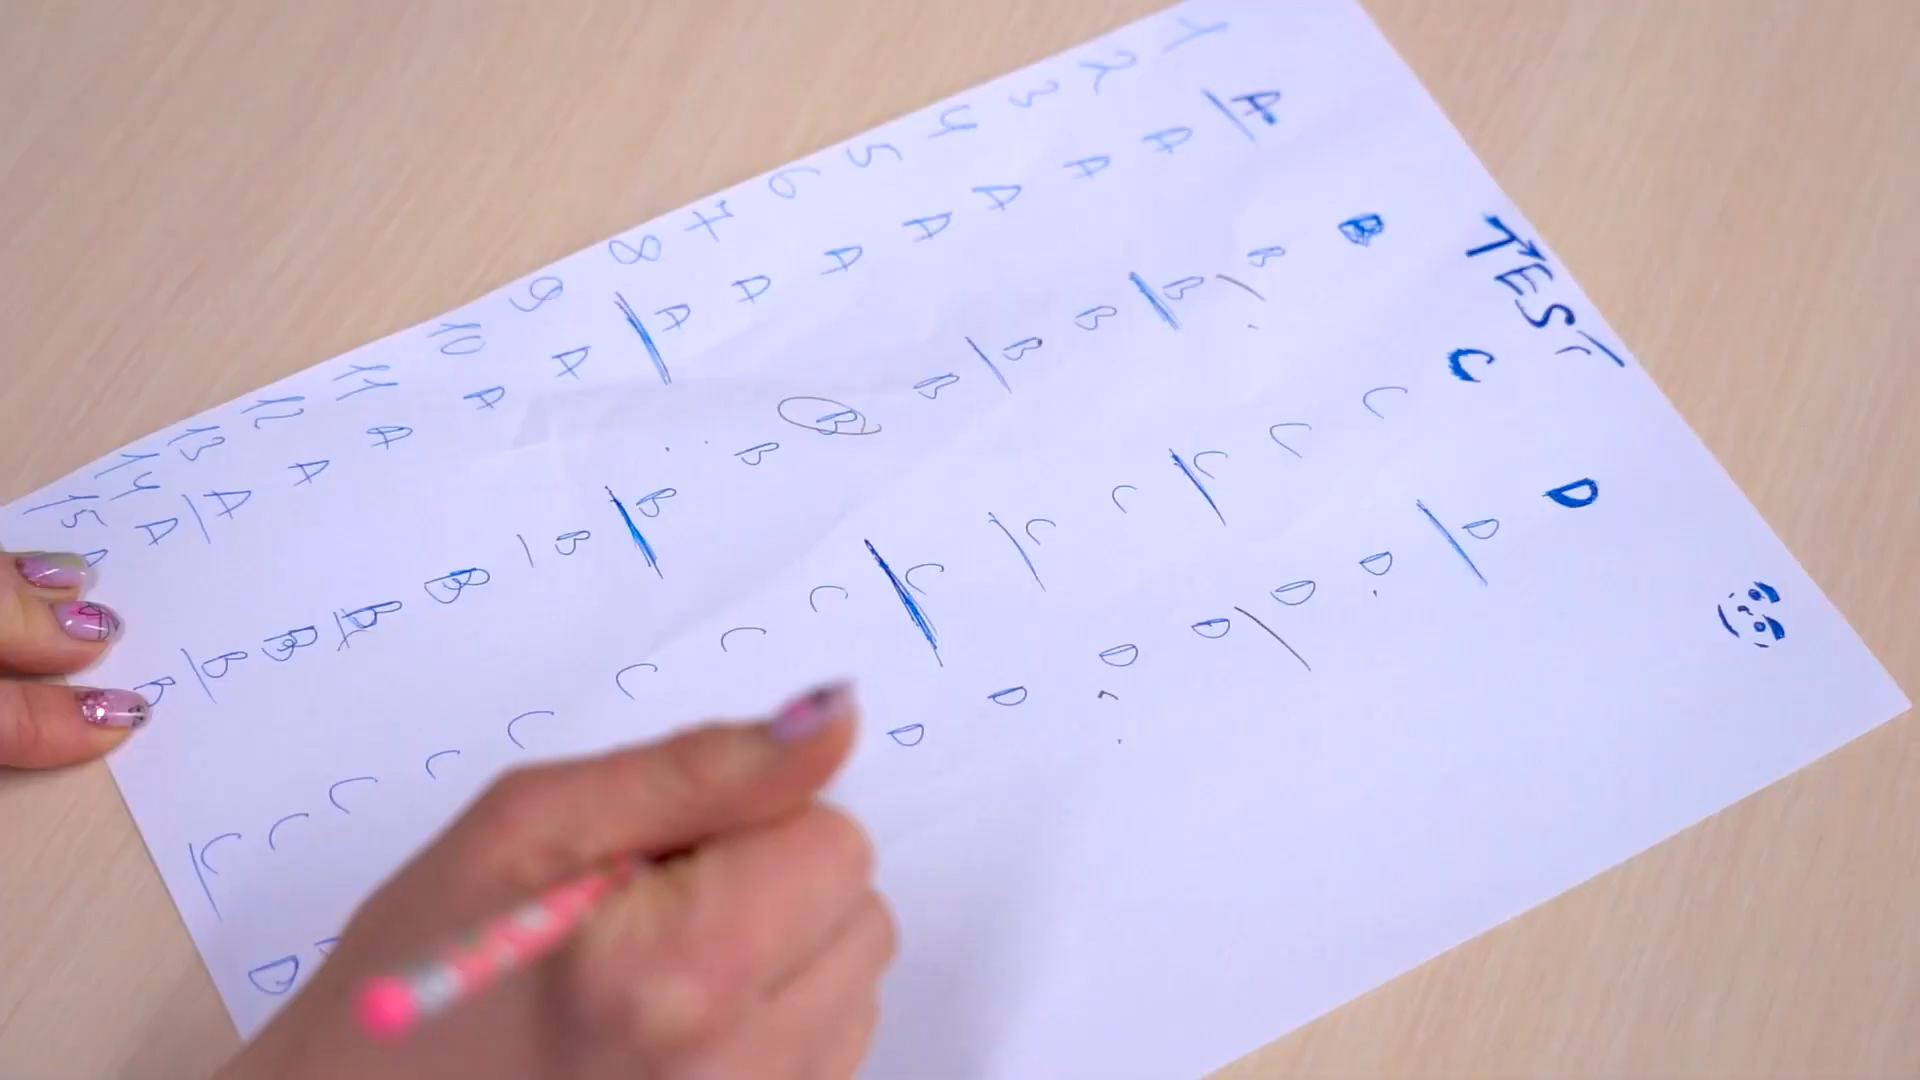 TEST
1 A B C D
2 A B C D
3 A B C D
4 A B C D
5 A B C D
6 A B C D
7 A B C D
8 A B C D
9 A B C
10 A B C
11 A B C
12 A B C
13 A B C
14 A B C
15 A B C D